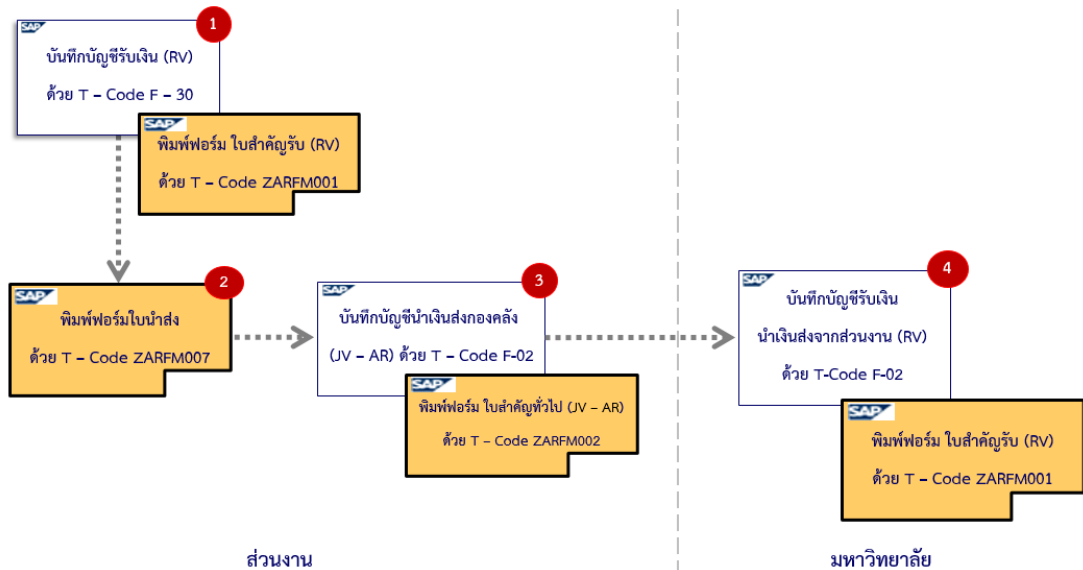 SAP
1
บันทึกบัญชีรับเงิน (RV)
ด้วย T – Code F – 30
SAP
พิมพ์ฟอร์ม ใบสำคัญรับ (RV)
ด้วย T – Code ZARFM001
SAP
2
พิมพ์ฟอร์มใบนำส่ง
ด้วย T – Code ZARFM007
SAP
3
บันทึกบัญชีนำเงินส่งกองคลัง
(JV – AR) ด้วย T – Code F-02
SAP
พิมพ์ฟอร์ม ใบสำคัญทั่วไป (JV – AR)
ด้วย T – Code ZARFM002
SAP
4
บันทึกบัญชีรับเงิน
นำเงินส่งจากส่วนงาน (RV)
ด้วย T-Code F-02
SAP
พิมพ์ฟอร์ม ใบสำคัญรับ (RV)
ด้วย T – Code ZARFM001
ส่วนงาน
มหาวิทยาลัย